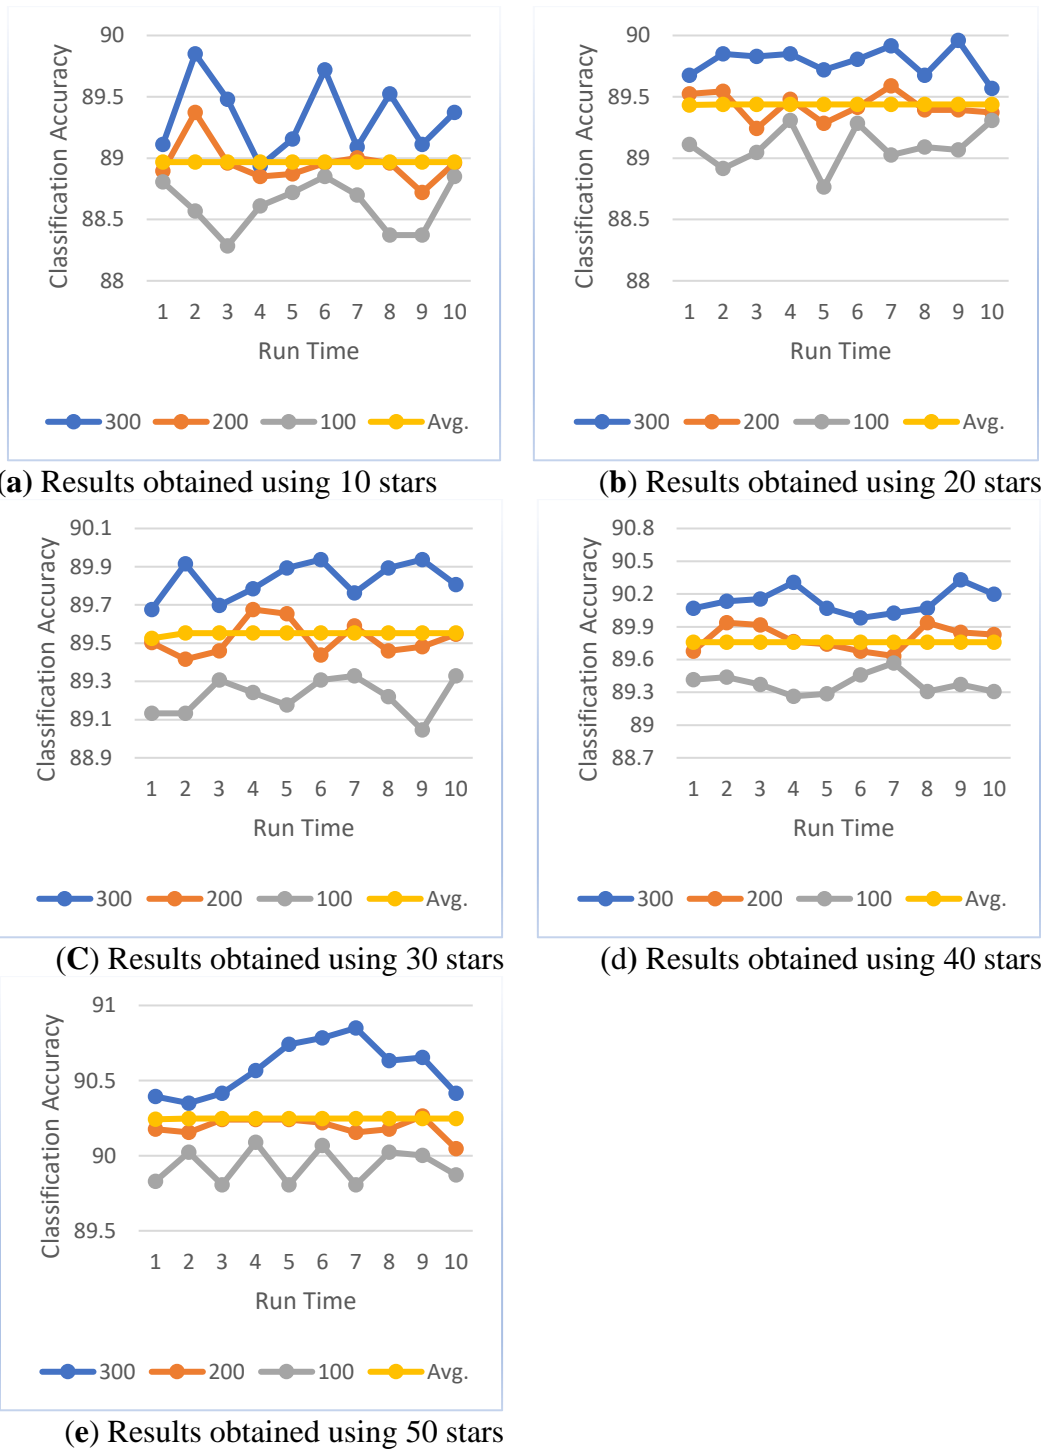 Classification Accuracy
90
89.5
89
88.5
88
1 2 3 4 5 6 7 8 9 10
Run Time
300 200 100 Avg.
(a) Results obtained using 10 stars
Classification Accuracy
90
89.5
89
88.5
88
1 2 3 4 5 6 7 8 9 10
Run Time
300 200 100 Avg.
(b) Results obtained using 20 stars
Classification Accuracy
90.1
89.9
89.7
89.5
89.3
89.1
88.9
1 2 3 4 5 6 7 8 9 10
Run Time
300 200 100 Avg.
(C) Results obtained using 30 stars
Classification Accuracy
90.8
90.5
90.2
89.9
89.6
89.3
89
88.7
1 2 3 4 5 6 7 8 9 10
Run Time
300 200 100 Avg.
(d) Results obtained using 40 stars
Classification Accuracy
91
90.5
90
89.5
1 2 3 4 5 6 7 8 9 10
Run Time
300 200 100 Avg.
(e) Results obtained using 50 stars